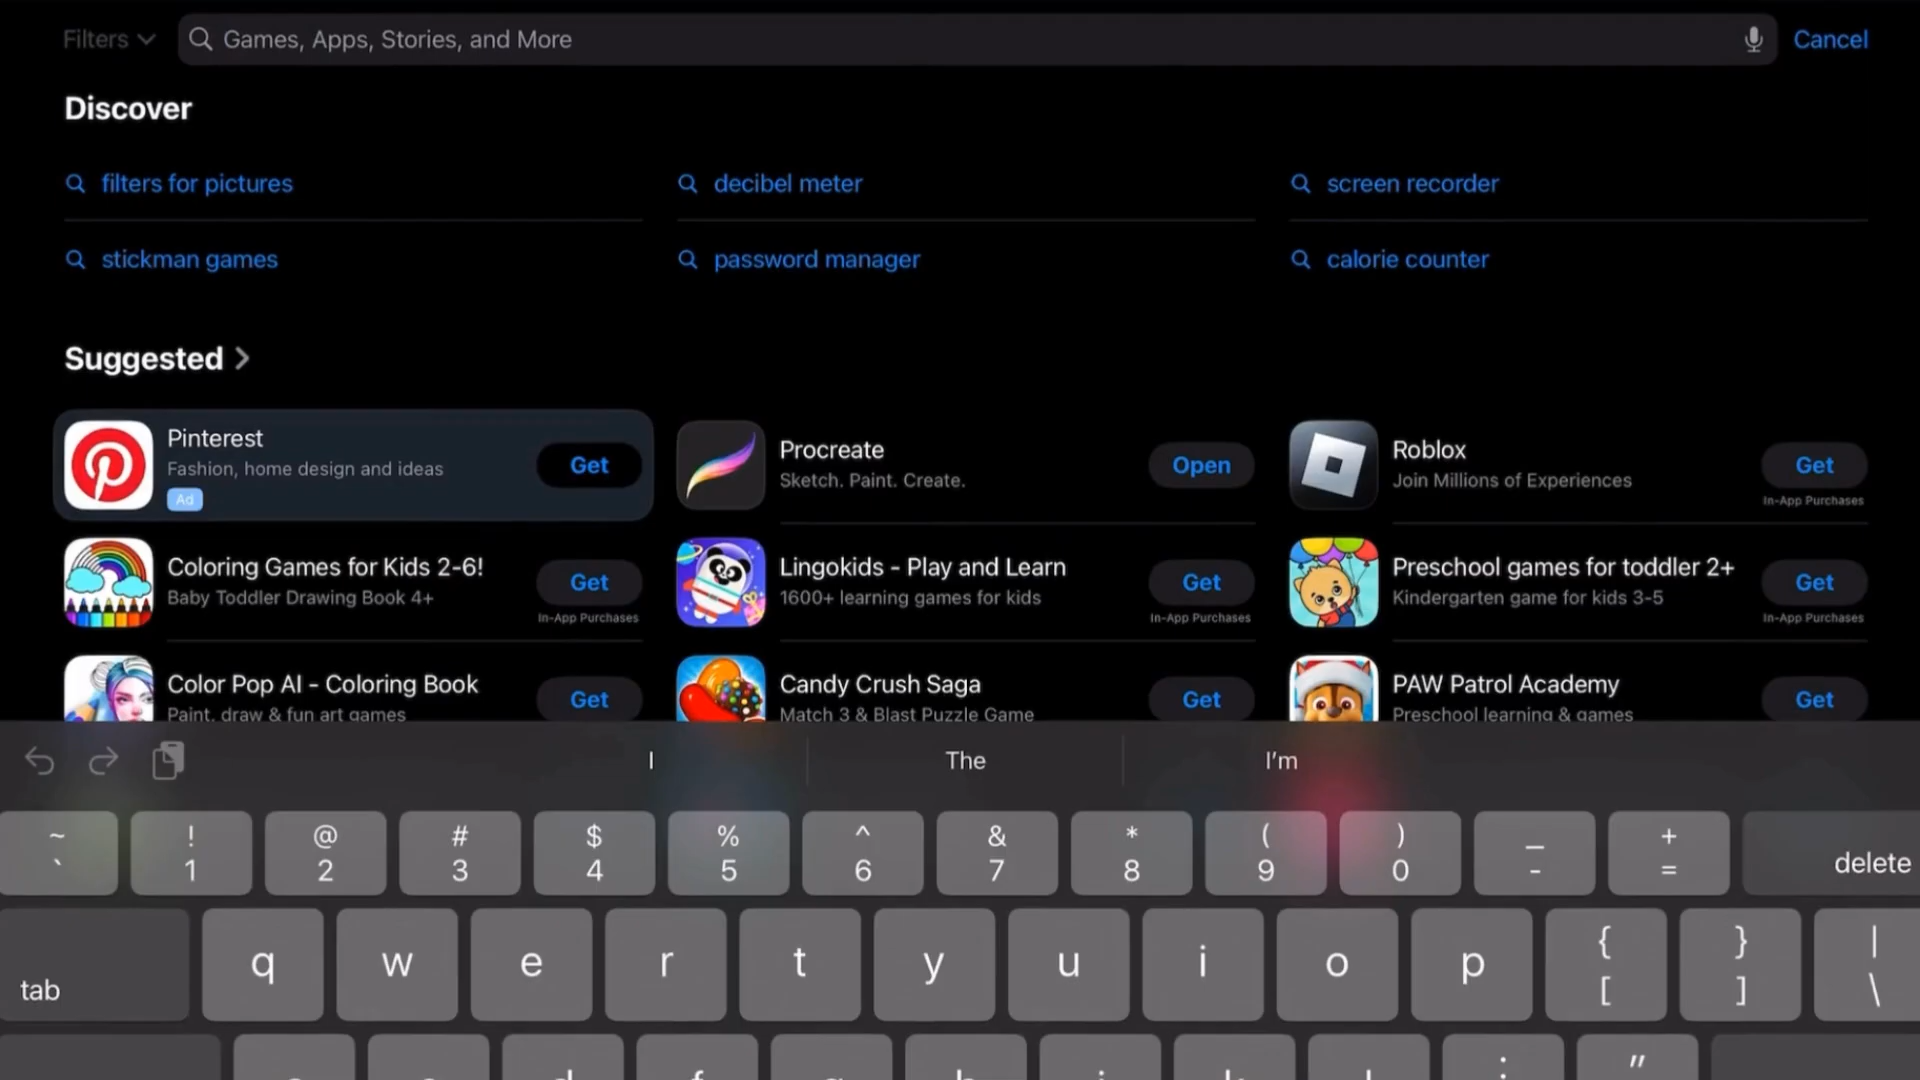 Filters
Games, Apps, Stories, and More
Cancel
Discover
filters for pictures
decibel meter
screen recorder
stickman games
password manager
calorie counter
Suggested
Pinterest
Fashion, home design and ideas
Ad
Get
Procreate
Sketch. Paint. Create.
Open
Roblox
Join Millions of Experiences
Get
In-App Purchases
Coloring Games for Kids 2-6!
Baby Toddler Drawing Book 4+
Get
In-App Purchases
Lingokids - Play and Learn
1600+ learning games for kids
Get
In-App Purchases
Preschool games for toddler 2+
Kindergarten game for kids 3-5
Get
In-App Purchases
Color Pop AI - Coloring Book
Paint, draw & fun art games
Get
Candy Crush Saga
Match 3 & Blast Puzzle Game
Get
PAW Patrol Academy
Preschool learning & games
Get
I
The
I'm
~ ! @ # $ % ^ & * ( ) _ +
` 1 2 3 4 5 6 7 8 9 0 - = delete
tab q w e r t y u i o p { } |
[ ] \